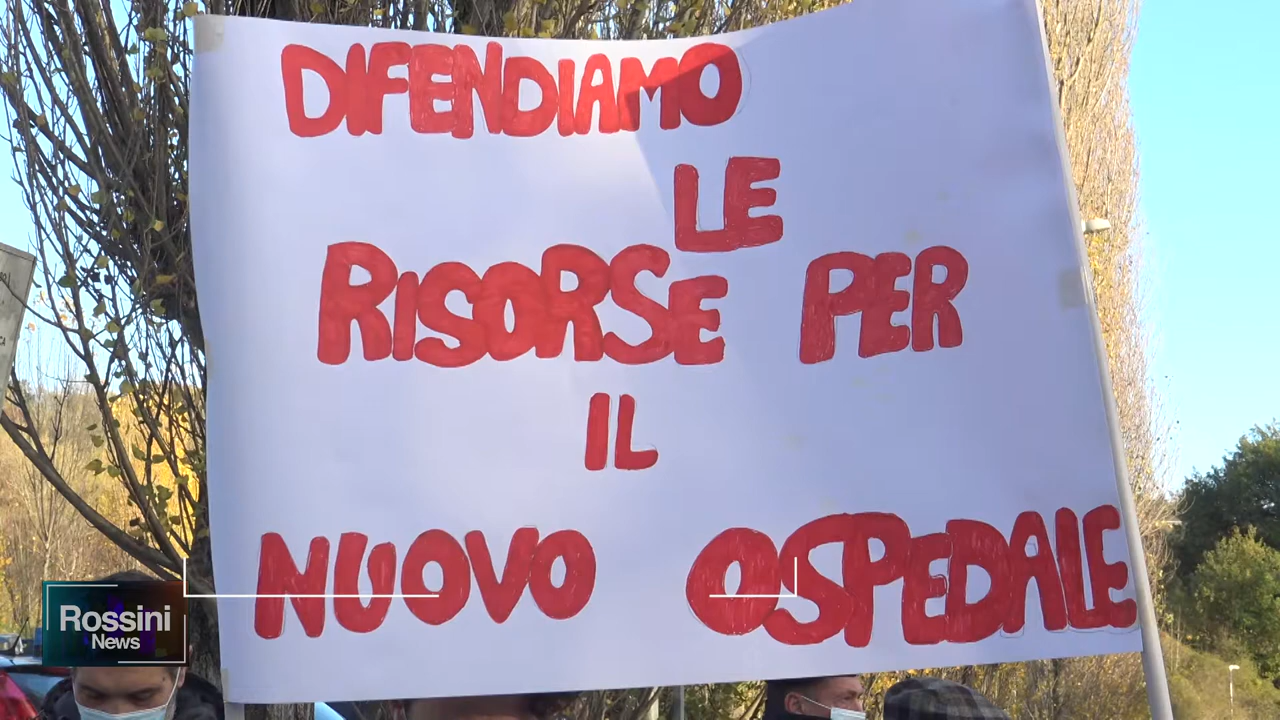 DIFENDIAMO
LE
RISORSE PER
IL
NUOVO OSPEDALE
Rossini
News